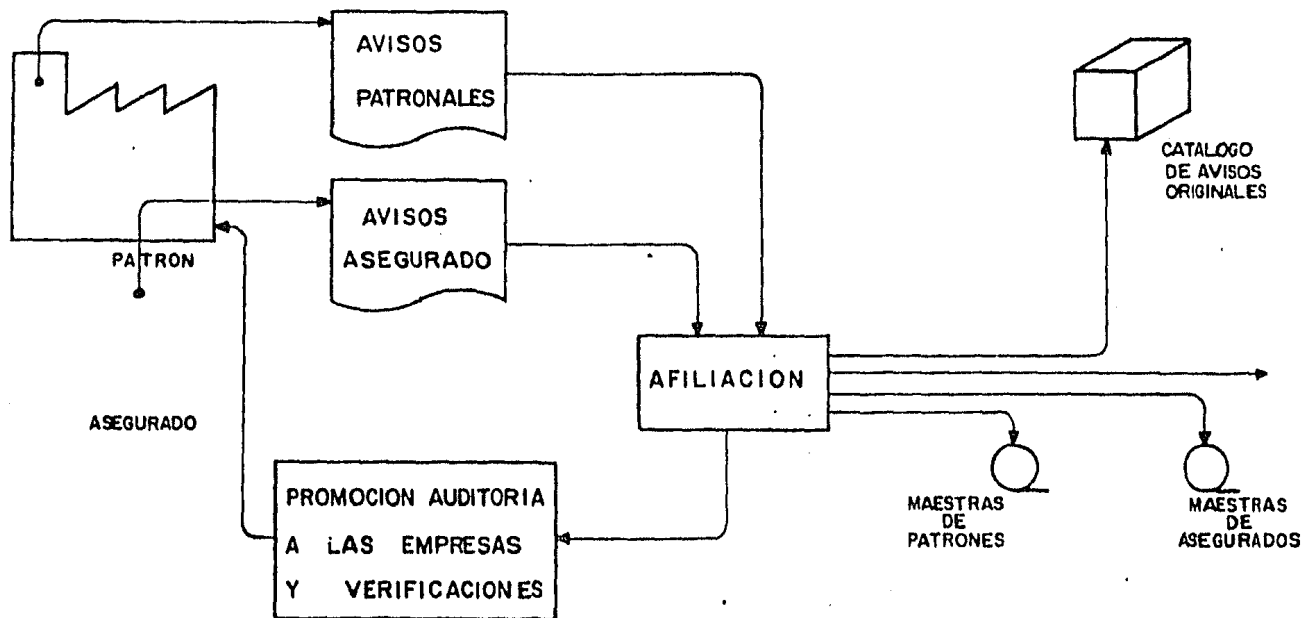 AVISOS
PATRONALES
CATALOGO
DE AVISOS
ORIGINALES
AVISOS
ASEGURADO
PATRON
AFILIACION
ASEGURADO
PROMOCION AUDITORIA
A LAS EMPRESAS
Y VERIFICACIONES
MAESTRAS
DE
PATRONES
MAESTRAS
DE
ASEGURADOS